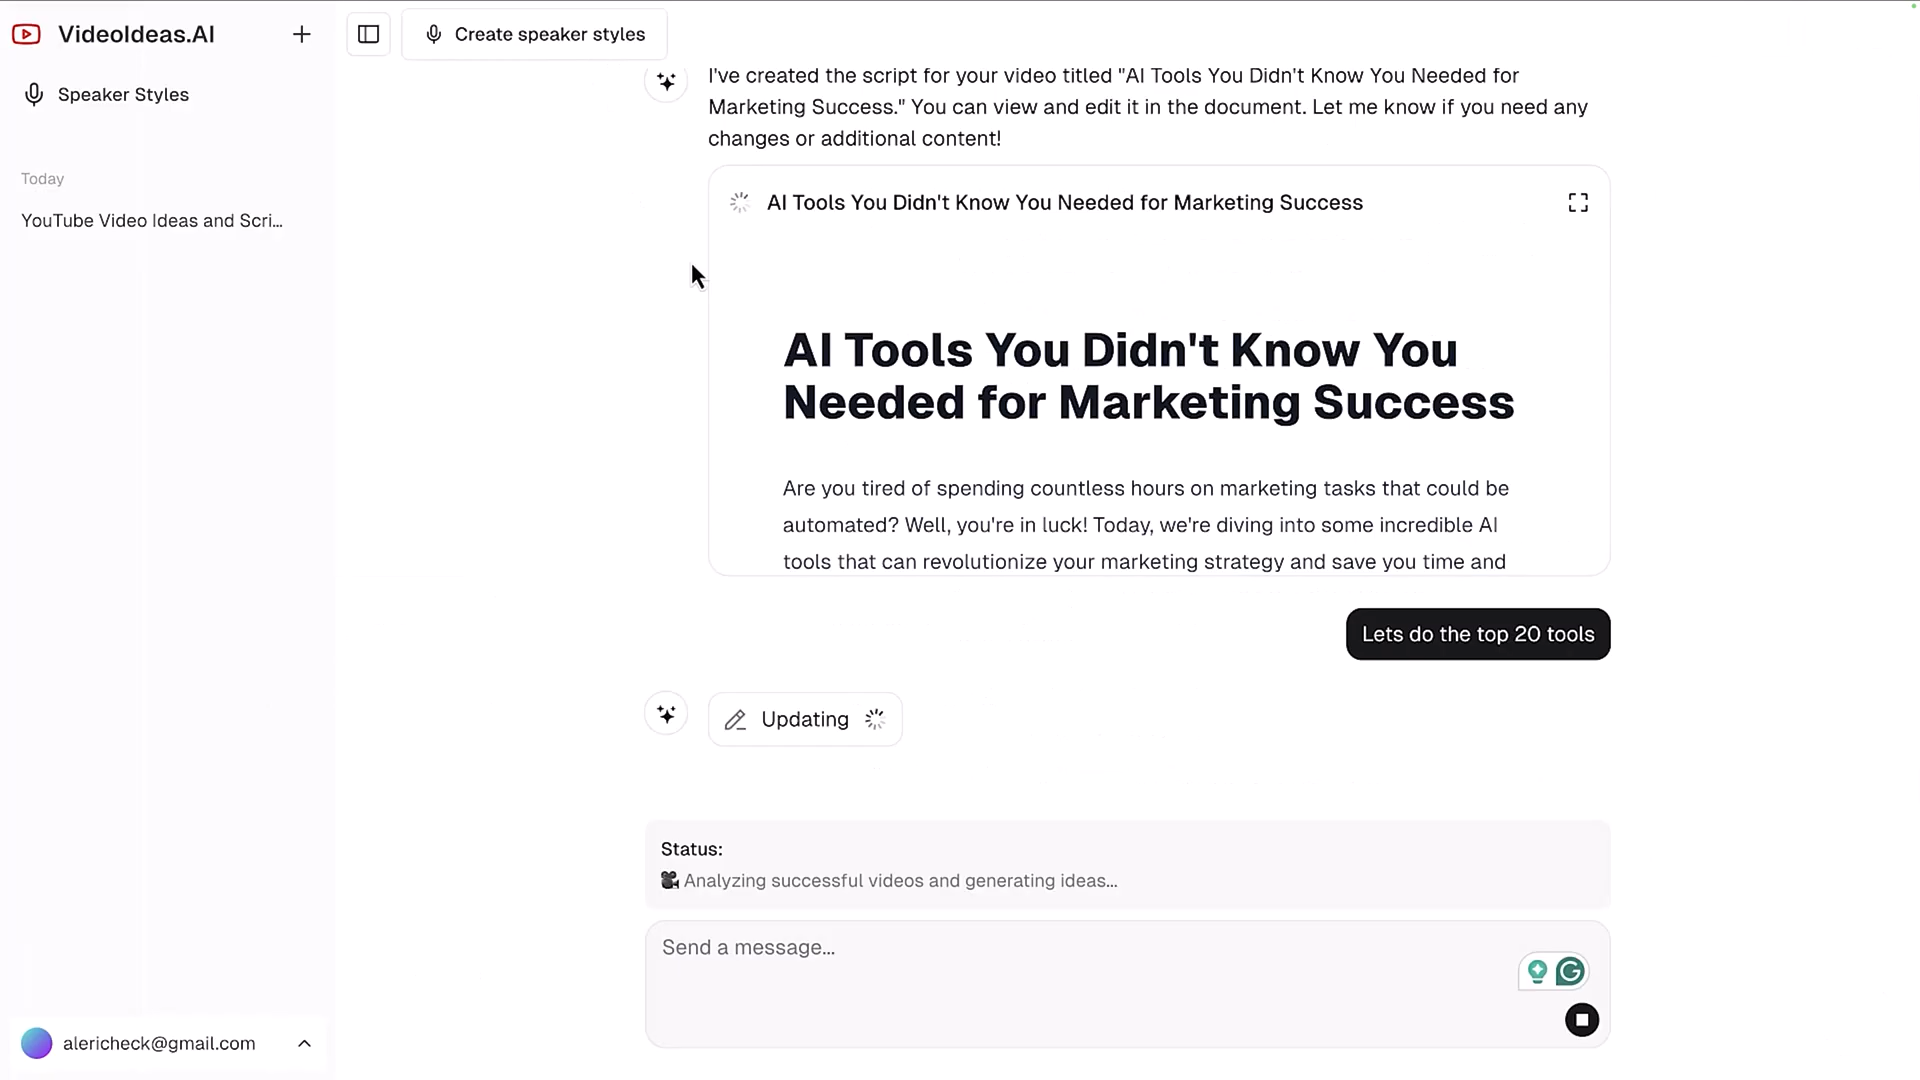 VideoIdeas.AI
Create speaker styles
Speaker Styles
Today
YouTube Video Ideas and Scri...
I've created the script for your video titled "AI Tools You Didn't Know You Needed for
Marketing Success." You can view and edit it in the document. Let me know if you need any
changes or additional content!
AI Tools You Didn't Know You Needed for Marketing Success
AI Tools You Didn't Know You
Needed for Marketing Success
Are you tired of spending countless hours on marketing tasks that could be
automated? Well, you're in luck! Today, we're diving into some incredible AI
tools that can revolutionize your marketing strategy and save you time and
Lets do the top 20 tools
Updating
Status:
Analyzing successful videos and generating ideas...
Send a message...
alericheck@gmail.com